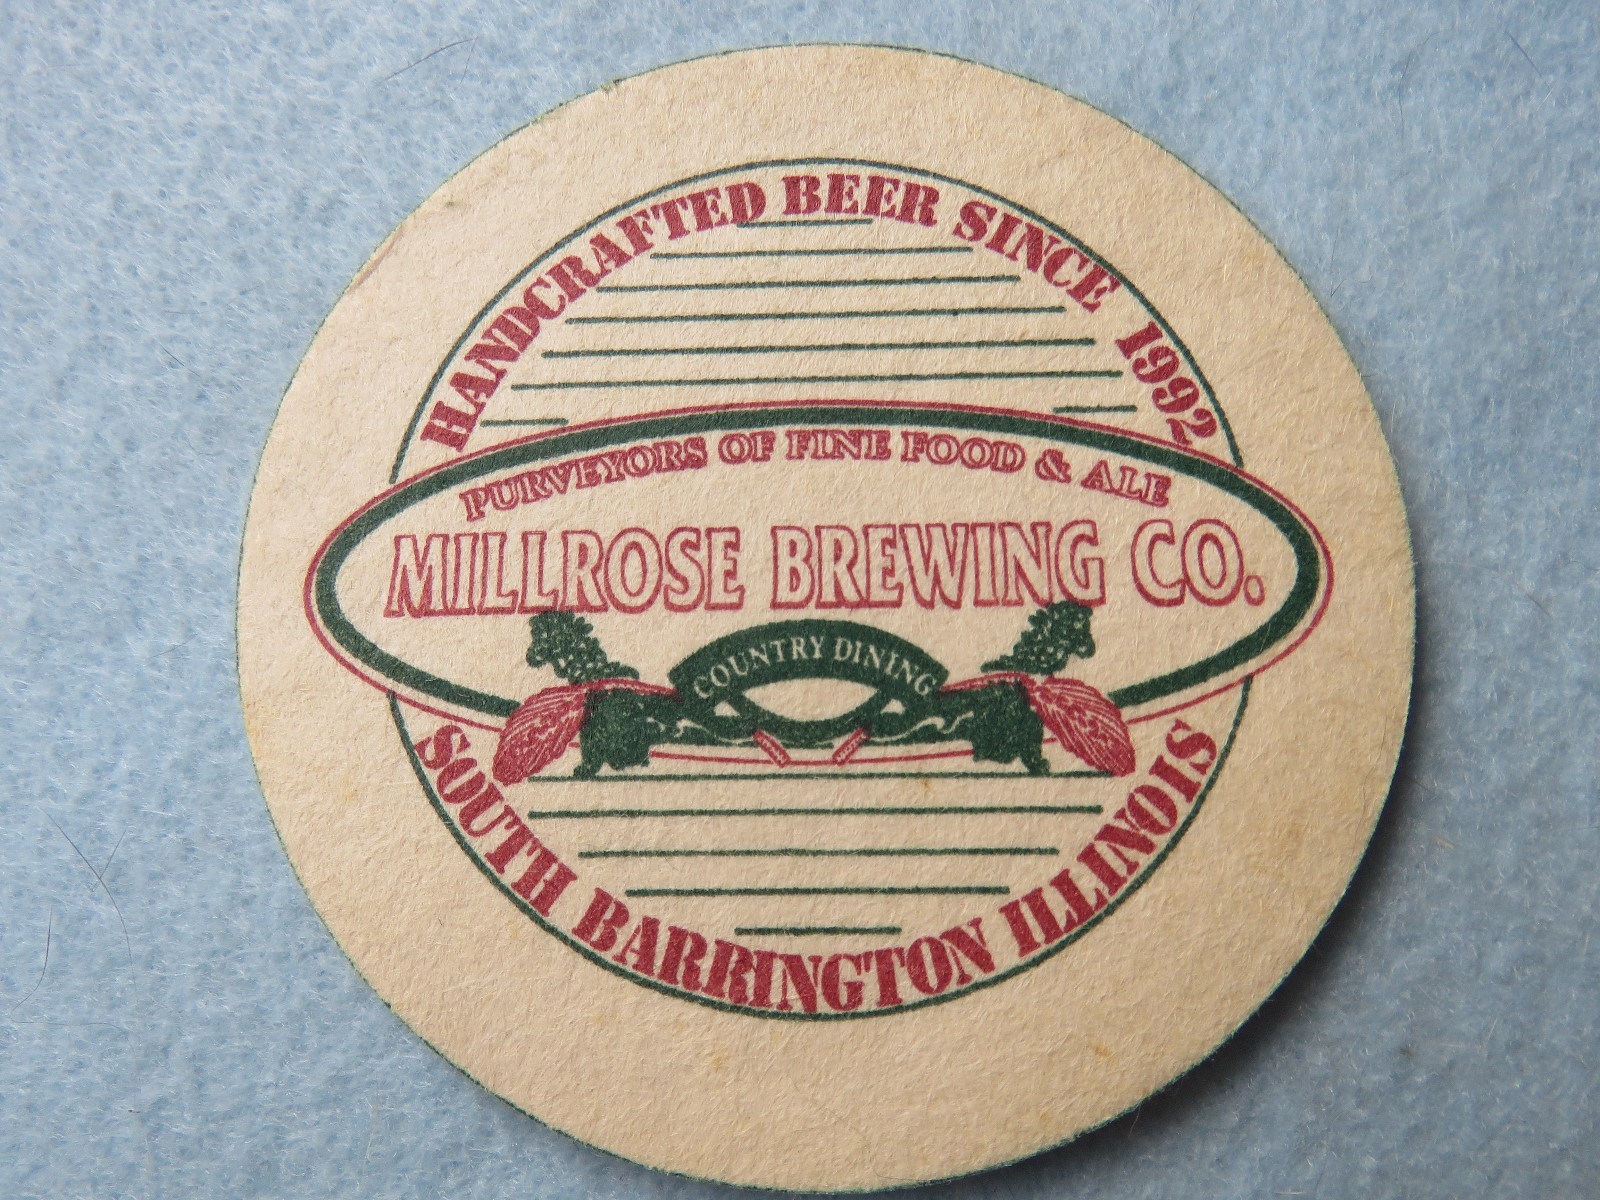 HANDCRAFTED BEER SINCE 1992
PURVEYORS OF FINE FOOD & ALE
MILLROSE BREWING CO.
COUNTRY DINING
SOUTH BARRINGTON ILLINOIS